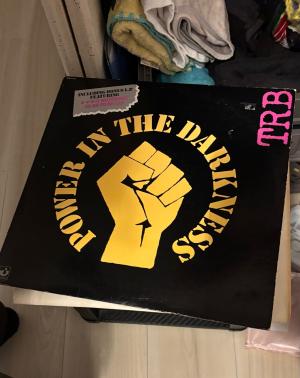 INCLUDING BONUS L.P.
FEATURING
TRB
POWER IN THE DARKNESS